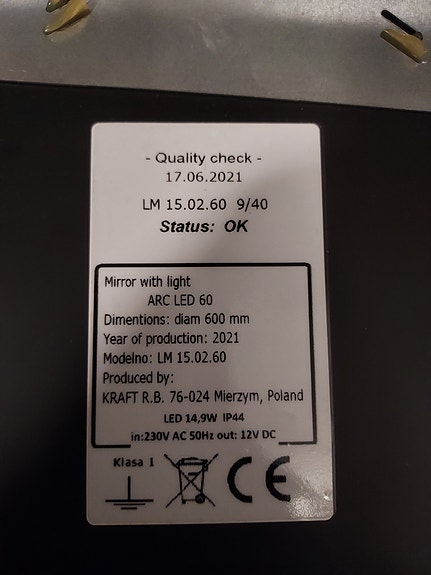 - Quality check -
17.06.2021
LM 15.02.60 9/40
Status: OK
Mirror with light
ARC LED 60
Dimentions: diam 600 mm
Year of production: 2021
Modelno: LM 15.02.60
Produced by:
KRAFT R.B. 76-024 Mierzym, Poland
LED 14,9W IP44
in:230V AC 50Hz out: 12V DC
Klasa I
CE